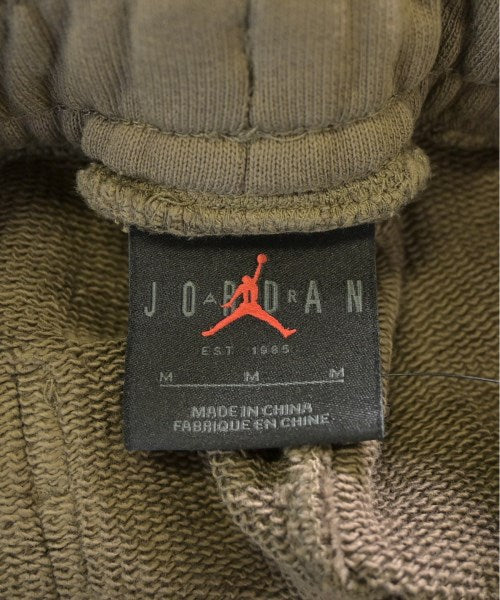 JORDAN
AIR
EST. 1985
M M M
MADE IN CHINA
FABRIQUE EN CHINE